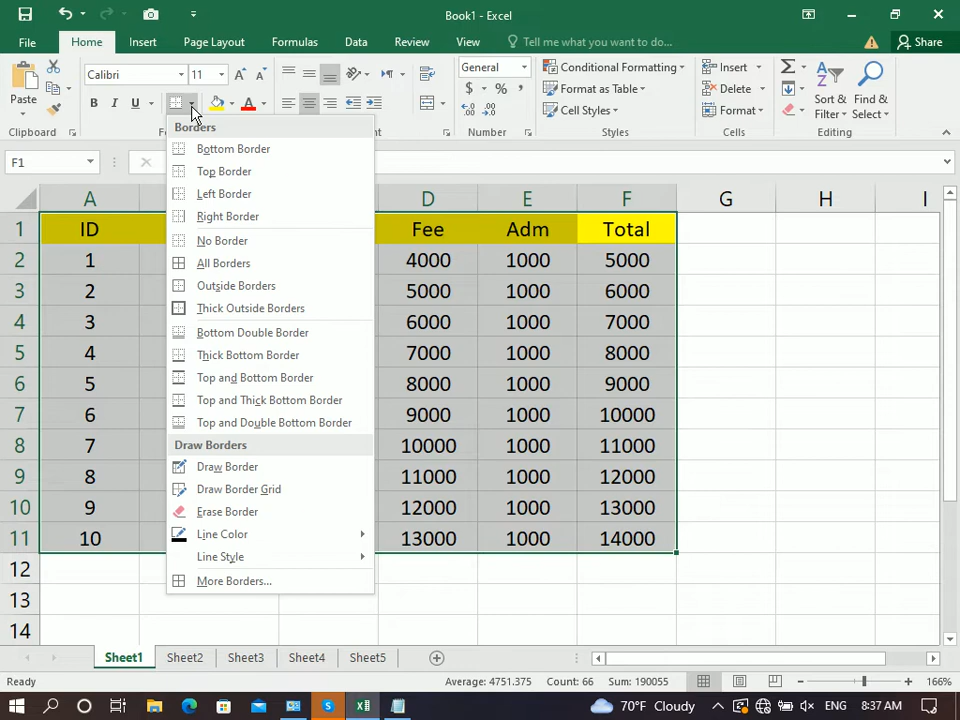 Book1 - Excel
File Home Insert Page Layout Formulas Data Review View Tell me what you want to do... Share
Paste
Clipboard
Calibri 11
B I U
General
$ % ,
Number
Conditional Formatting
Format as Table
Cell Styles
Styles
Insert
Delete
Format
Cells
Sort & Filter
Find & Select
Editing
F1
Borders
Bottom Border
Top Border
Left Border
Right Border
No Border
All Borders
Outside Borders
Thick Outside Borders
Bottom Double Border
Thick Bottom Border
Top and Bottom Border
Top and Thick Bottom Border
Top and Double Bottom Border
Draw Borders
Draw Border
Draw Border Grid
Erase Border
Line Color
Line Style
More Borders...
A D E F G H I
1 ID Fee Adm Total
2 1 4000 1000 5000
3 2 5000 1000 6000
4 3 6000 1000 7000
5 4 7000 1000 8000
6 5 8000 1000 9000
7 6 9000 1000 10000
8 7 10000 1000 11000
9 8 11000 1000 12000
10 9 12000 1000 13000
11 10 13000 1000 14000
12
13
14
Sheet1 Sheet2 Sheet3 Sheet4 Sheet5
Ready Average: 4751.375 Count: 66 Sum: 190055 166%
70°F Cloudy ENG 8:37 AM